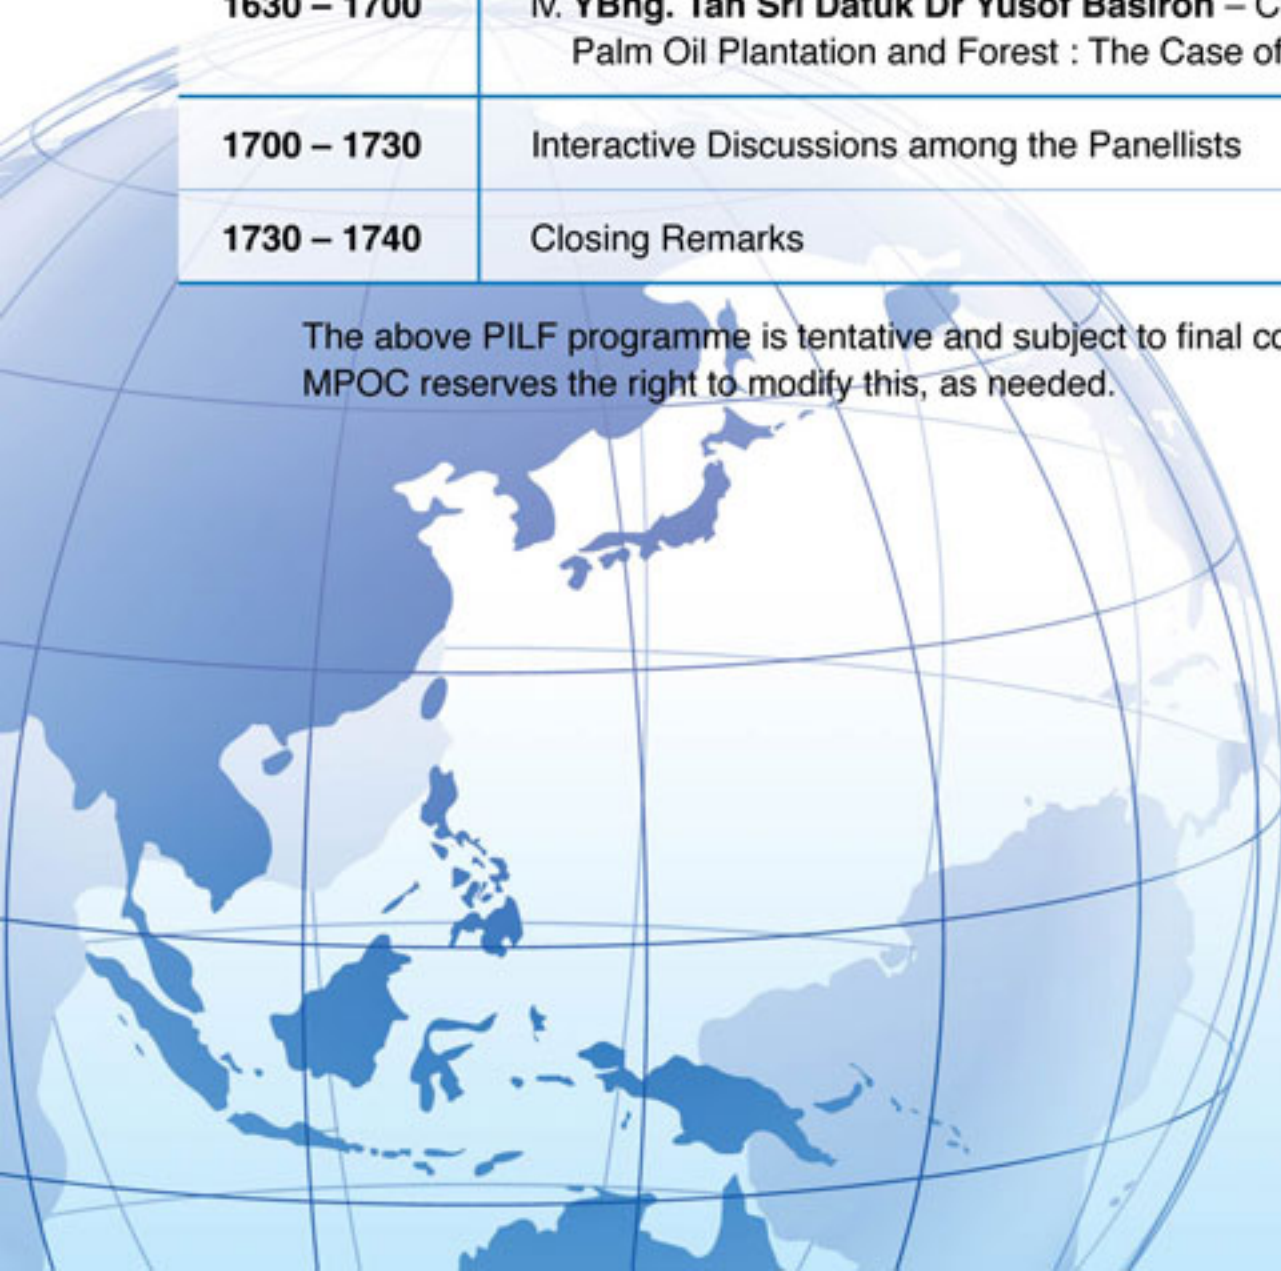 1630 – 1700 iv. YBhg. Tan Sri Datuk Dr Yusof Basiron –
Palm Oil Plantation and Forest : The Case of
1700 – 1730 Interactive Discussions among the Panellists
1730 – 1740 Closing Remarks
The above PILF programme is tentative and subject to final
MPOC reserves the right to modify this, as needed.